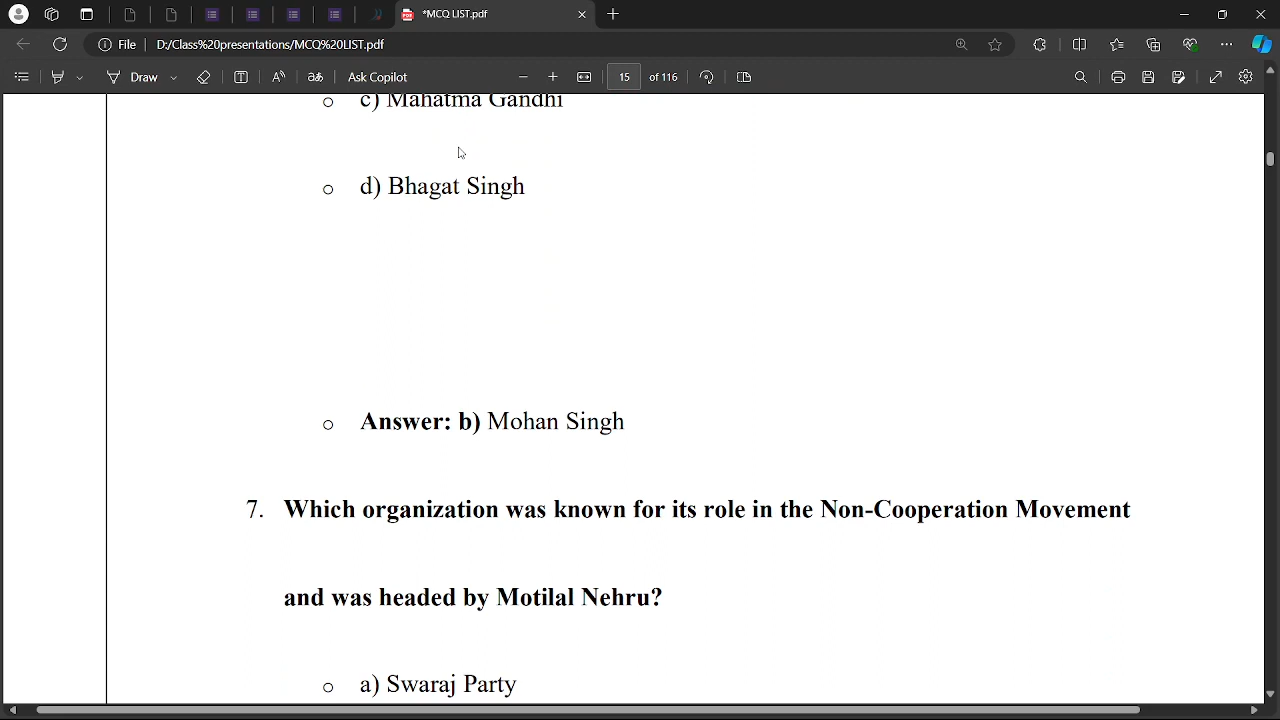 *MCQ LIST.pdf
File
D:/Class%20presentations/MCQ%20LIST.pdf
Draw
Ask Copilot
15
of 116
c) Mahatma Gandhi
d) Bhagat Singh
Answer: b) Mohan Singh
7. Which organization was known for its role in the Non-Cooperation Movement
and was headed by Motilal Nehru?
a) Swaraj Party